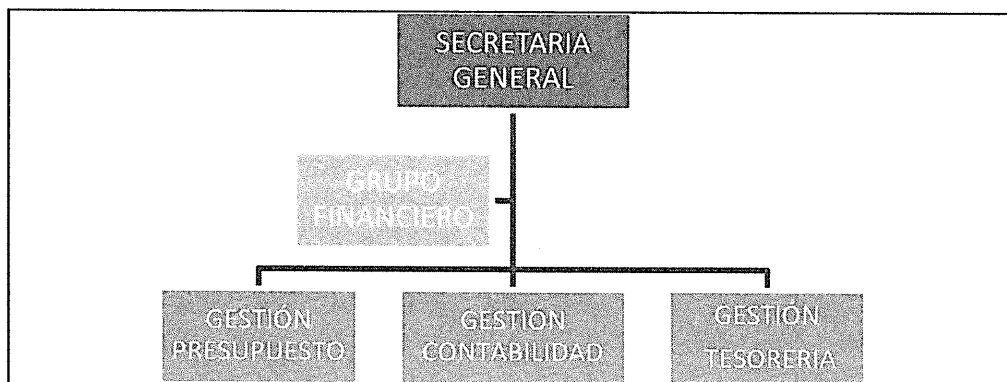 SECRETARIA
GENERAL
GRUPO
FINANCIERO
GESTIÓN
PRESUPUESTO
GESTIÓN
CONTABILIDAD
GESTIÓN
TESORERIA